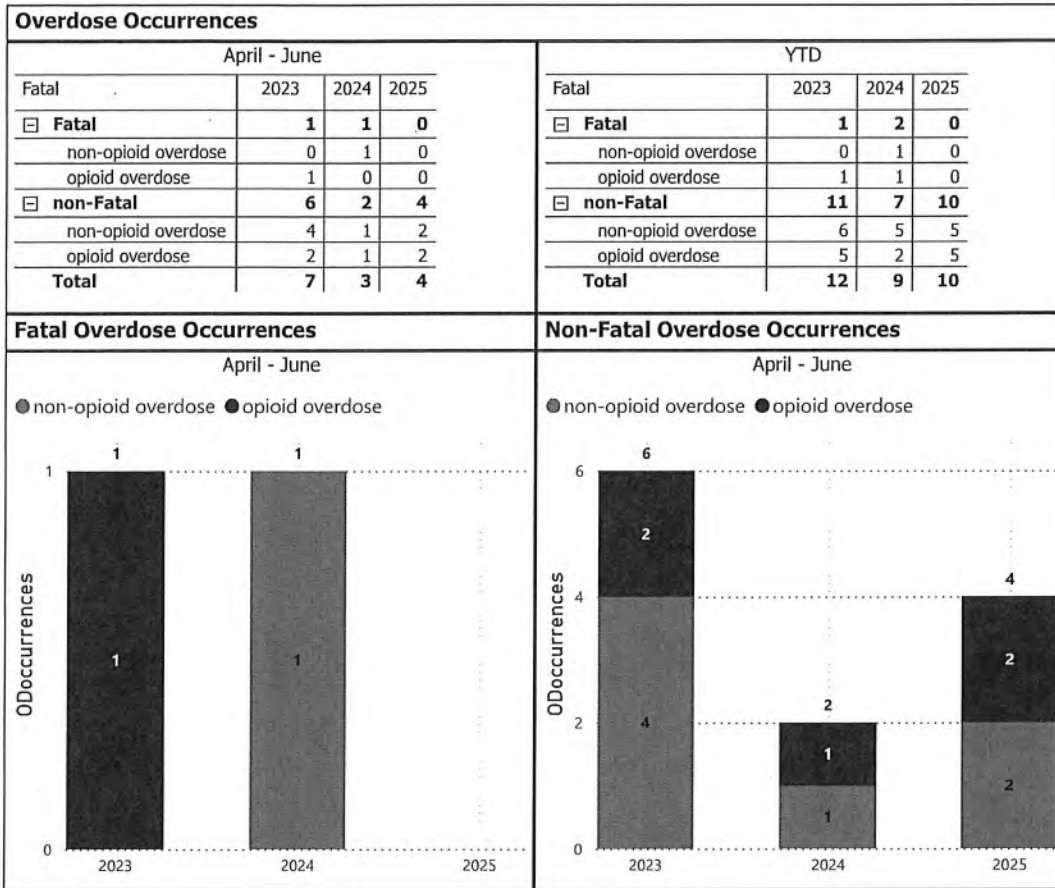 Overdose Occurrences
April - June
Fatal 2023 2024 2025
Fatal 1 1 0
non-opioid overdose 0 1 0
opioid overdose 1 0 0
non-Fatal 6 2 4
non-opioid overdose 4 1 2
opioid overdose 2 1 2
Total 7 3 4
YTD
Fatal 2023 2024 2025
Fatal 1 2 0
non-opioid overdose 0 1 0
opioid overdose 1 1 0
non-Fatal 11 7 10
non-opioid overdose 6 5 5
opioid overdose 5 2 5
Total 12 9 10
Fatal Overdose Occurrences
April - June
non-opioid overdose opioid overdose
1 1
1
ODoccurrences
1 1
0
2023 2024 2025
Non-Fatal Overdose Occurrences
April - June
non-opioid overdose opioid overdose
6
6
2
4
4
ODoccurrences
2
4
2
2
1
2
1
0
2023 2024 2025